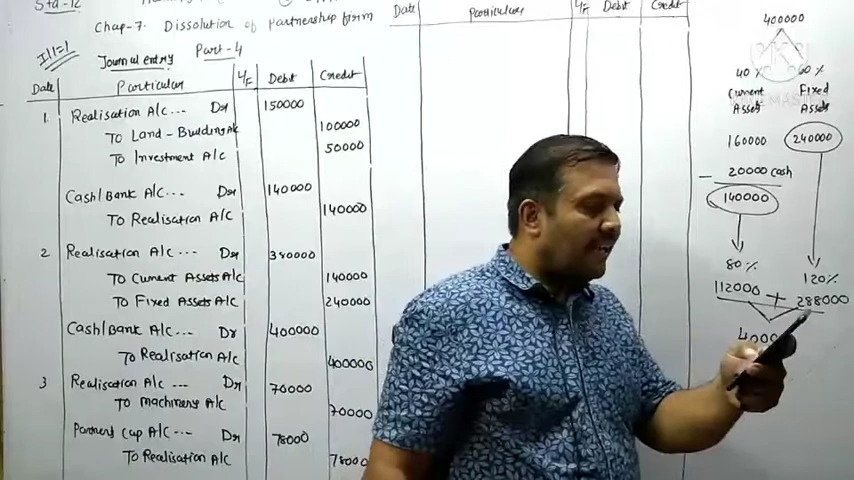 Std-12
Chap-7. Dissolution of Partnership firm
Ill=1
Journal entry Part-4
Date Particular L/F Debit Credit
1 Realisation A/c ... Dr 150000
To Land-Building A/c 100000
To Investment A/c 50000
Cash/Bank A/c ... Dr 140000
To Realisation A/c 140000
2 Realisation A/c ... Dr 380000
To Current Assets A/c 140000
To Fixed Assets A/c 240000
Cash/Bank A/c ... Dr 400000
To Realisation A/c 400000
3 Realisation A/c ... Dr 70000
To machinery A/c 70000
Partners' Cap A/c ... Dr 78000
To Realisation A/c 78000
Date Particular L/F Debit Credit
400000
40% 60%
Current Fixed
Assets Assets
160000 240000
- 20000 cash
140000
80% 120%
112000 + 288000
KINEMASTER